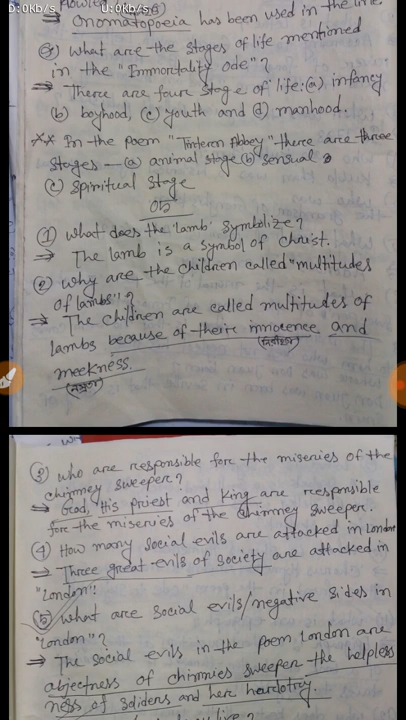 D:0Kb/s U:0Kb/s
⇒ Onomatopoeia has been used in the line.
What are the stages of life mentioned
in the "Immortality Ode"?
⇒ There are four stage of life: (a) infancy
(b) boyhood, (c) youth and (d) manhood.
** In the poem "Tintern Abbey" there are three
stages — (a) animal stage (b) sensual &
(c) spiritual stage
05
① What does the 'lamb' symbolize?
⇒ The lamb is a symbol of Christ.
② Why are the children called "multitudes
of lambs"?
⇒ The children are called multitudes of
lambs because of theire innocence and
meekness.
③ Who are responsible fore the miseries of the
chimney sweeper?
⇒ God, His Priest and King are responsible
fore the miseries of the chimney sweeper.
④ How many social evils are attacked in London
⇒ Three great evils of society are attacked in
"London".
⑤ What are social evils/negative sides in
"London"?
⇒ The social evils in the poem London are
abjectness of chimnies sweeper the helpless
ness of soldiers and her